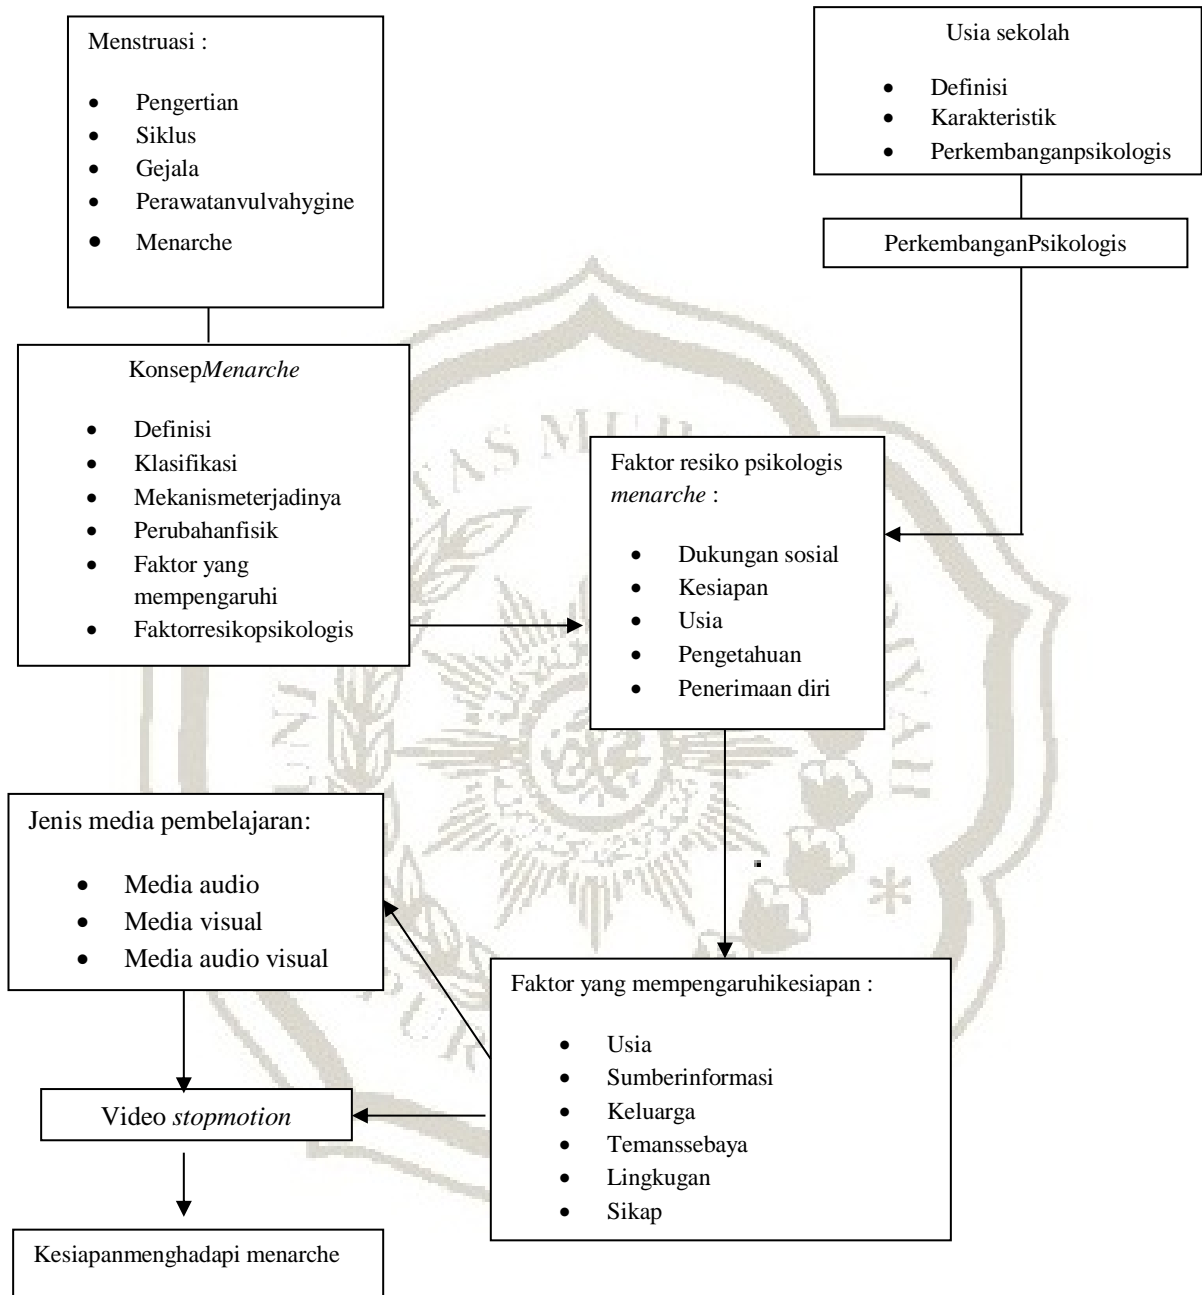 Menstruasi :
• Pengertian
• Siklus
• Gejala
• Perawatanvulvahygine
• Menarche
Usia sekolah
• Definisi
• Karakteristik
• Perkembanganpsikologis
PerkembanganPsikologis
KonsepMenarche
• Definisi
• Klasifikasi
• Mekanismeterjadinya
• Perubahanfisik
• Faktor yang
mempengaruhi
• Faktorresikopsikologis
Faktor resiko psikologis
menarche :
• Dukungan sosial
• Kesiapan
• Usia
• Pengetahuan
• Penerimaan diri
Jenis media pembelajaran:
• Media audio
• Media visual
• Media audio visual
Faktor yang mempengaruhikesiapan :
• Usia
• Sumberinformasi
• Keluarga
• Temanssebaya
• Lingkugan
• Sikap
Video stopmotion
Kesiapanmenghadapi menarche